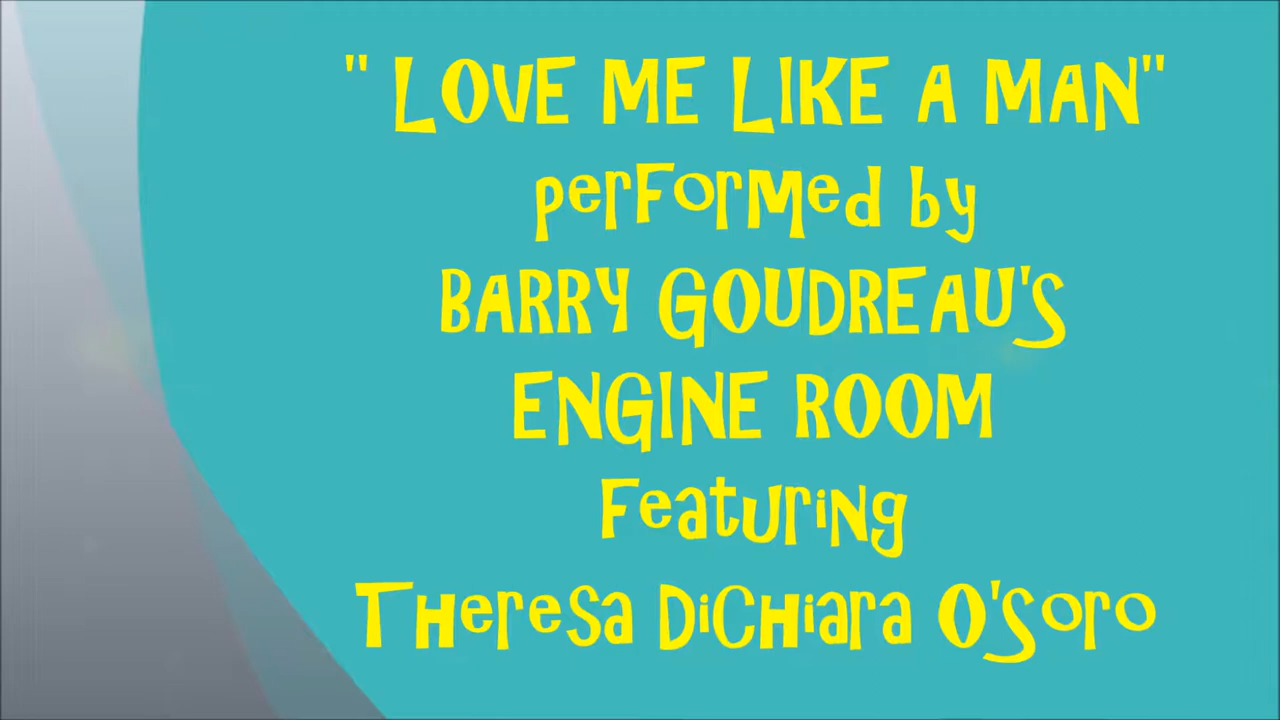 " LOVE ME LIKE A MAN"
performed by
BARRY GOUDREAU'S
ENGINE ROOM
Featuring
Theresa DiChiara O'Soro